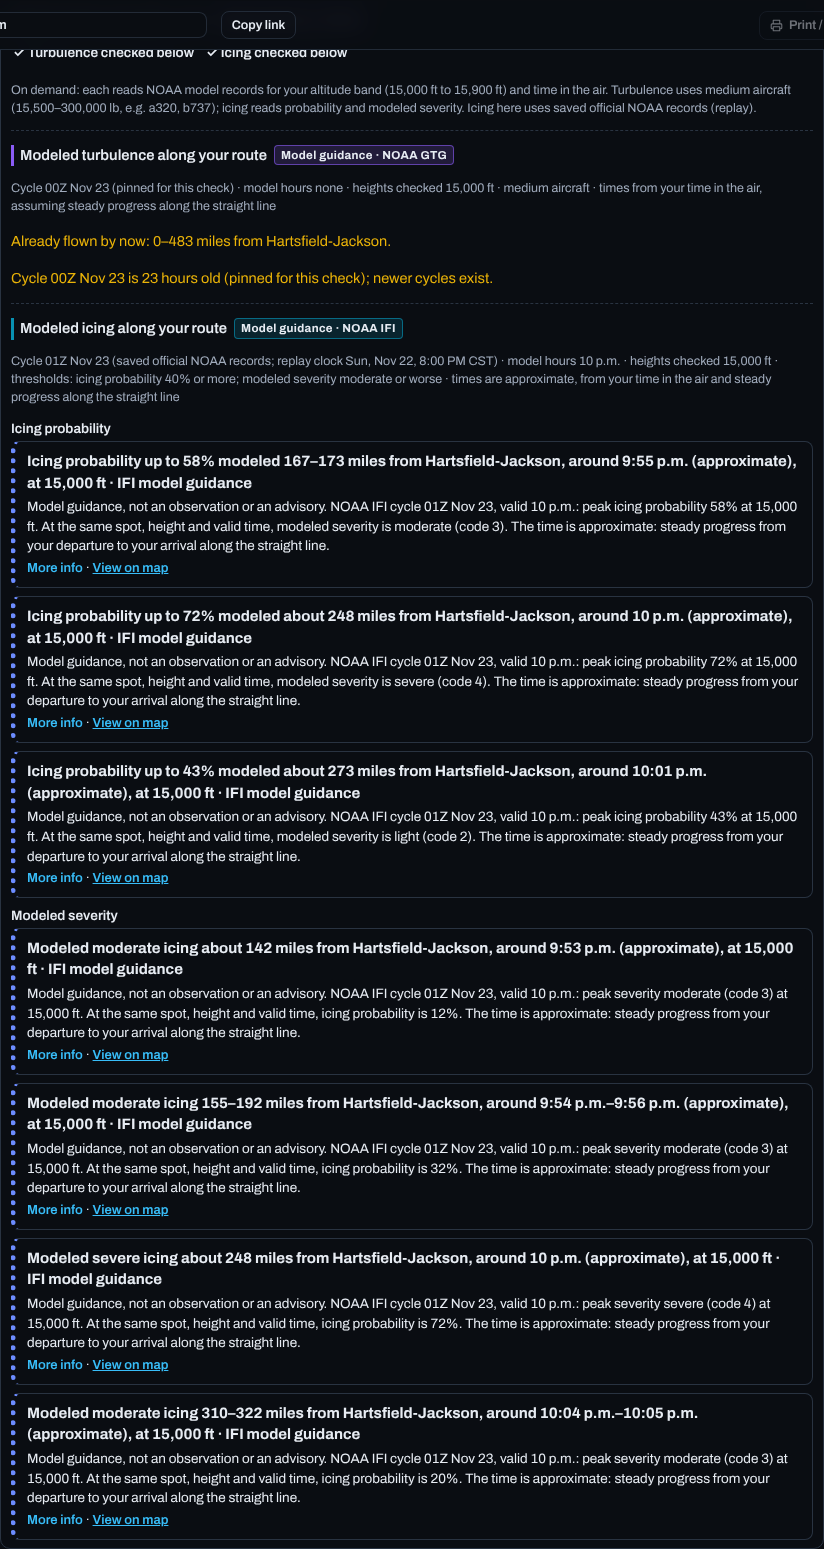 m
Copy link
Print /
✓ Turbulence checked below ✓ Icing checked below
On demand: each reads NOAA model records for your altitude band (15,000 ft to 15,900 ft) and time in the air. Turbulence uses medium aircraft
(15,500–300,000 lb, e.g. a320, b737); icing reads probability and modeled severity. Icing here uses saved official NOAA records (replay).
Modeled turbulence along your route
Model guidance · NOAA GTG
Cycle 00Z Nov 23 (pinned for this check) · model hours none · heights checked 15,000 ft · medium aircraft · times from your time in the air,
assuming steady progress along the straight line
Already flown by now: 0–483 miles from Hartsfield-Jackson.
Cycle 00Z Nov 23 is 23 hours old (pinned for this check); newer cycles exist.
Modeled icing along your route
Model guidance · NOAA IFI
Cycle 01Z Nov 23 (saved official NOAA records; replay clock Sun, Nov 22, 8:00 PM CST) · model hours 10 p.m. · heights checked 15,000 ft ·
thresholds: icing probability 40% or more; modeled severity moderate or worse · times are approximate, from your time in the air and steady
progress along the straight line
Icing probability
Icing probability up to 58% modeled 167–173 miles from Hartsfield-Jackson, around 9:55 p.m. (approximate),
at 15,000 ft · IFI model guidance
Model guidance, not an observation or an advisory. NOAA IFI cycle 01Z Nov 23, valid 10 p.m.: peak icing probability 58% at 15,000
ft. At the same spot, height and valid time, modeled severity is moderate (code 3). The time is approximate: steady progress from
your departure to your arrival along the straight line.
More info · View on map
Icing probability up to 72% modeled about 248 miles from Hartsfield-Jackson, around 10 p.m. (approximate),
at 15,000 ft · IFI model guidance
Model guidance, not an observation or an advisory. NOAA IFI cycle 01Z Nov 23, valid 10 p.m.: peak icing probability 72% at 15,000
ft. At the same spot, height and valid time, modeled severity is severe (code 4). The time is approximate: steady progress from your
departure to your arrival along the straight line.
More info · View on map
Icing probability up to 43% modeled about 273 miles from Hartsfield-Jackson, around 10:01 p.m.
(approximate), at 15,000 ft · IFI model guidance
Model guidance, not an observation or an advisory. NOAA IFI cycle 01Z Nov 23, valid 10 p.m.: peak icing probability 43% at 15,000
ft. At the same spot, height and valid time, modeled severity is light (code 2). The time is approximate: steady progress from your
departure to your arrival along the straight line.
More info · View on map
Modeled severity
Modeled moderate icing about 142 miles from Hartsfield-Jackson, around 9:53 p.m. (approximate), at 15,000
ft · IFI model guidance
Model guidance, not an observation or an advisory. NOAA IFI cycle 01Z Nov 23, valid 10 p.m.: peak severity moderate (code 3) at
15,000 ft. At the same spot, height and valid time, icing probability is 12%. The time is approximate: steady progress from your
departure to your arrival along the straight line.
More info · View on map
Modeled moderate icing 155–192 miles from Hartsfield-Jackson, around 9:54 p.m.–9:56 p.m. (approximate),
at 15,000 ft · IFI model guidance
Model guidance, not an observation or an advisory. NOAA IFI cycle 01Z Nov 23, valid 10 p.m.: peak severity moderate (code 3) at
15,000 ft. At the same spot, height and valid time, icing probability is 32%. The time is approximate: steady progress from your
departure to your arrival along the straight line.
More info · View on map
Modeled severe icing about 248 miles from Hartsfield-Jackson, around 10 p.m. (approximate), at 15,000 ft ·
IFI model guidance
Model guidance, not an observation or an advisory. NOAA IFI cycle 01Z Nov 23, valid 10 p.m.: peak severity severe (code 4) at
15,000 ft. At the same spot, height and valid time, icing probability is 72%. The time is approximate: steady progress from your
departure to your arrival along the straight line.
More info · View on map
Modeled moderate icing 310–322 miles from Hartsfield-Jackson, around 10:04 p.m.–10:05 p.m.
(approximate), at 15,000 ft · IFI model guidance
Model guidance, not an observation or an advisory. NOAA IFI cycle 01Z Nov 23, valid 10 p.m.: peak severity moderate (code 3) at
15,000 ft. At the same spot, height and valid time, icing probability is 20%. The time is approximate: steady progress from your
departure to your arrival along the straight line.
More info · View on map